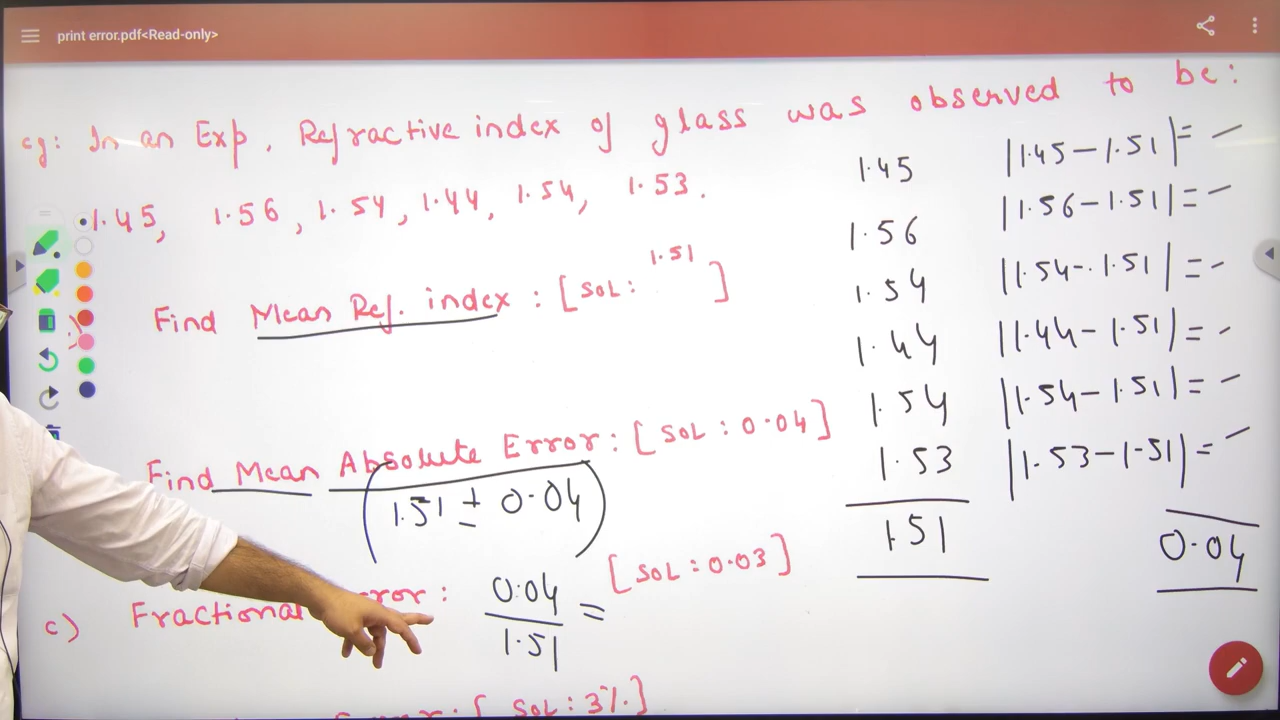 print error.pdf<Read-only>
eg: In an Exp, Refractive index of glass was observed to be:
1.45, 1.56, 1.54, 1.44, 1.54, 1.53.
Find Mean Ref. index : [SOL: 1.51]
Find Mean Absolute Error: [SOL: 0.04]
(1.51 ± 0.04)
c) Fractional Error: 0.04/1.51 = [SOL: 0.03]
Error: [SOL: 3%.]
1.45 |1.45-1.51|= -
1.56 |1.56-1.51|= -
1.54 |1.54-1.51|= -
1.44 |1.44-1.51|= -
1.54 |1.54-1.51|= -
1.53 |1.53-1.51|= -
1.51 0.04